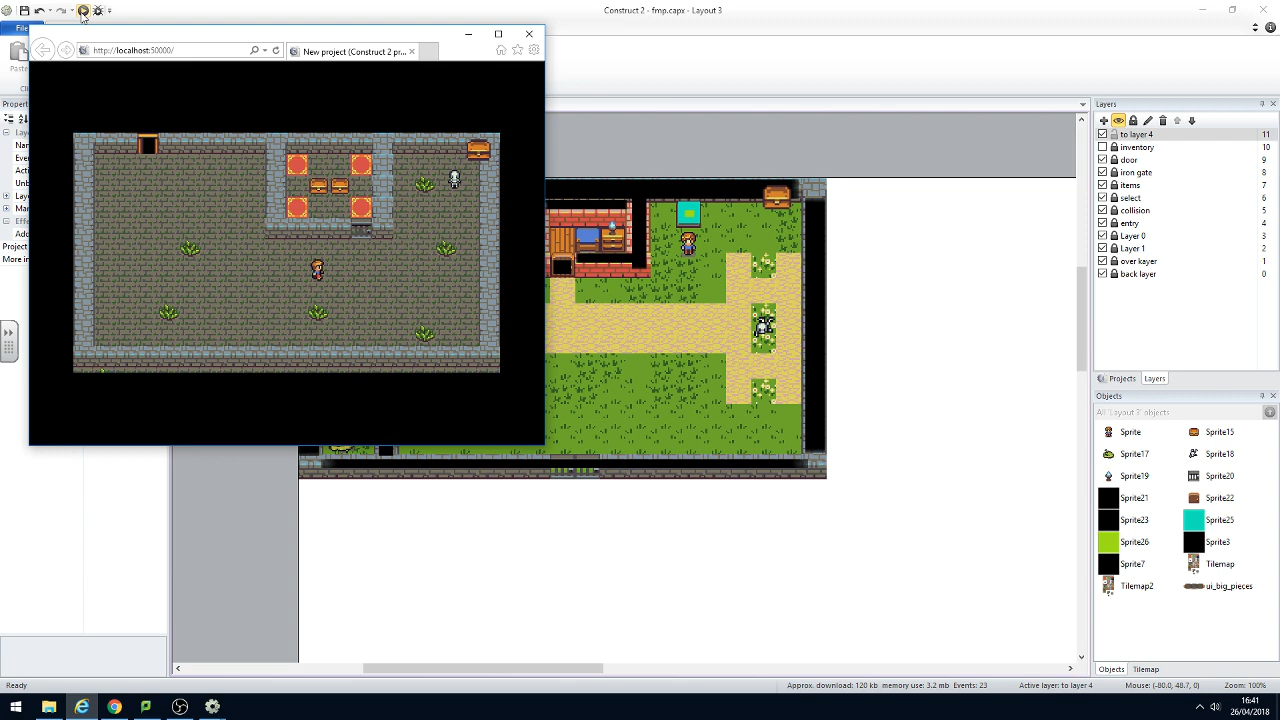 Construct 2 - fmp.capx - Layout 3
File
http://localhost:50000/
New project (Construct 2 pr...
Paste
Layers
to layer4 11
inventory 10
door 9
iron gate 8
items 7
select 6
collision 5
entry 4
Layer 0 3
Layer 1 2
over kayer 1
back layer 0
Projects
Layers
Objects
All 'Layout 3' objects
Sprite
Sprite15
Sprite17
Sprite18
Sprite19
Sprite20
Sprite21
Sprite22
Sprite23
Sprite25
Sprite26
Sprite3
Sprite7
Tilemap
Tilemap2
ui_big_pieces
Objects
Tilemap
Ready
Approx. download: 120 kb
memory use: 3.2 mb
Events: 23
Active layer: to layer 4
Mouse: (-80.0, 48.7, 0)
Zoom: 100%
16:41
26/04/2018